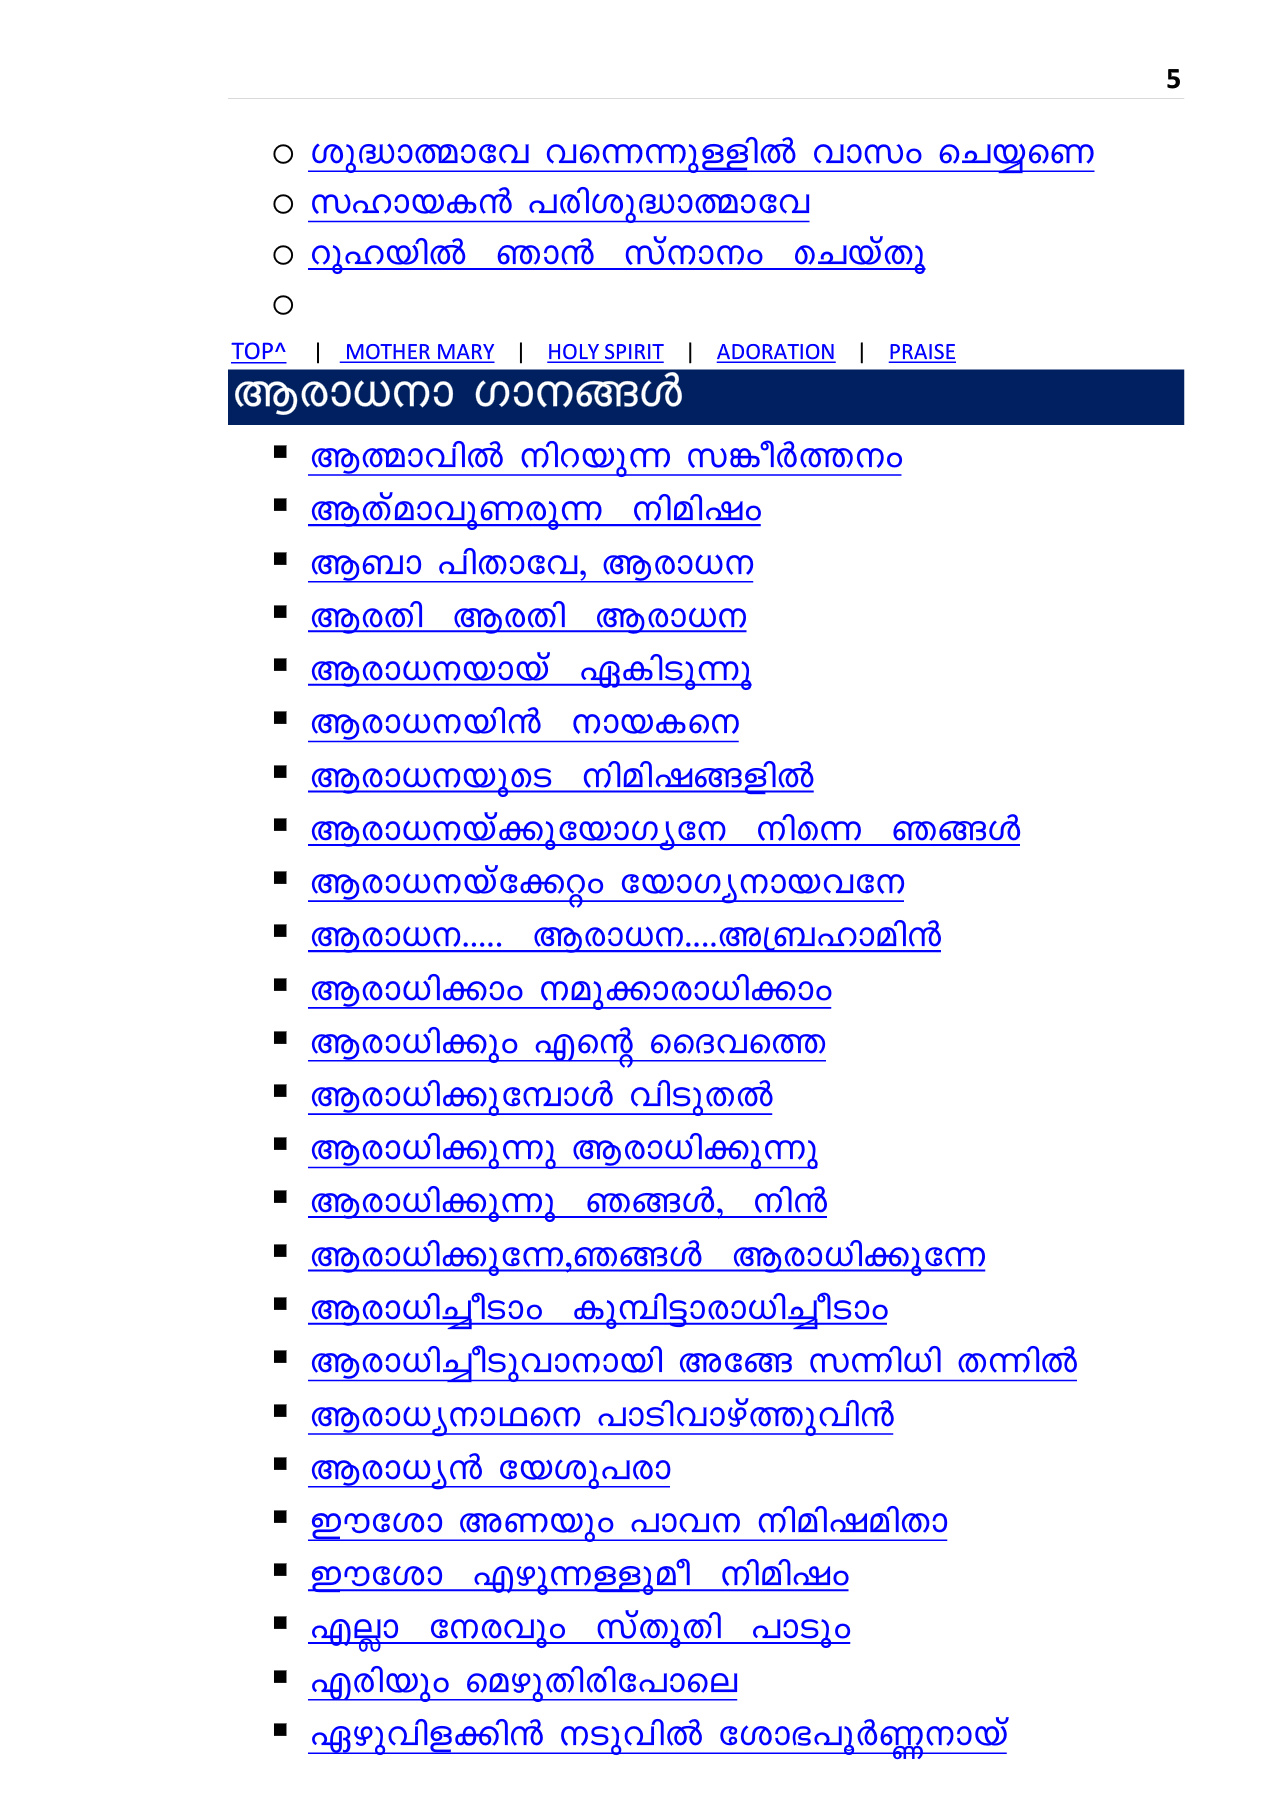 5
○ ശുദ്ധാത്മാവേ വന്നെന്നുള്ളിൽ വാസം ചെയ്യണെ
○ സഹായകൻ പരിശുദ്ധാത്മാവേ
○ റൂഹയിൽ ഞാൻ സ്നാനം ചെയ്തൂ
○
TOP^ | MOTHER MARY | HOLY SPIRIT | ADORATION | PRAISE
ആരാധനാ ഗാനങ്ങൾ
▪ ആത്മാവിൽ നിറയുന്ന സങ്കീർത്തനം
▪ ആത്‌മാവൂണരൂന്ന നിമിഷം
▪ ആബാ പിതാവേ, ആരാധന
▪ ആരതി ആരതി ആരാധന
▪ ആരാധനയായ് ഏകിടൂന്നൂ
▪ ആരാധനയിൻ നായകനെ
▪ ആരാധനയൂടെ നിമിഷങ്ങളിൽ
▪ ആരാധനയ്ക്കൂയോഗ്യനേ നിന്നെ ഞങ്ങൾ
▪ ആരാധനയ്ക്കേറ്റം യോഗ്യനായവനേ
▪ ആരാധന..... ആരാധന....അബ്രഹാമിൻ
▪ ആരാധിക്കാം നമുക്കാരാധിക്കാം
▪ ആരാധിക്കും എന്റെ ദൈവത്തെ
▪ ആരാധിക്കുമ്പോൾ വിടുതൽ
▪ ആരാധിക്കുന്നു ആരാധിക്കുന്നു
▪ ആരാധിക്കൂന്നൂ ഞങ്ങൾ, നിൻ
▪ ആരാധിക്കൂന്നേ,ഞങ്ങൾ ആരാധിക്കൂന്നേ
▪ ആരാധിച്ചീടാം കൂമ്പിട്ടാരാധിച്ചീടാം
▪ ആരാധിച്ചീടുവാനായി അങ്ങേ സന്നിധി തന്നിൽ
▪ ആരാധ്യനാഥനെ പാടിവാഴ്ത്തുവിൻ
▪ ആരാധ്യൻ യേശുപരാ
▪ ഈശോ അണയും പാവന നിമിഷമിതാ
▪ ഈശോ എഴൂന്നള്ളൂമീ നിമിഷം
▪ എല്ലാ നേരവൂം സ്തൂതി പാടൂം
▪ എരിയും മെഴുതിരിപോലെ
▪ ഏഴുവിളക്കിൻ നടുവിൽ ശോഭപൂർണ്ണനായ്